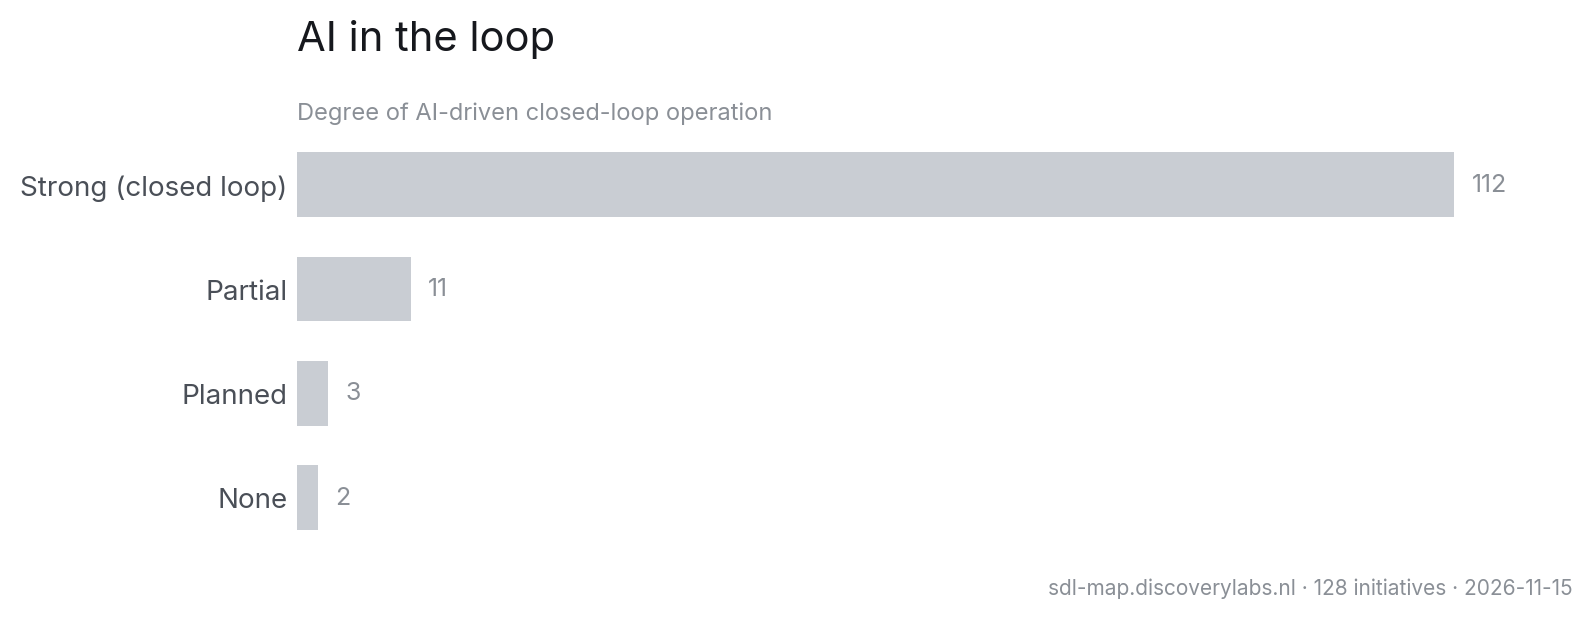 AI in the loop
Degree of AI-driven closed-loop operation
Strong (closed loop) 112
Partial 11
Planned 3
None 2
sdl-map.discoverylabs.nl · 128 initiatives · 2026-11-15